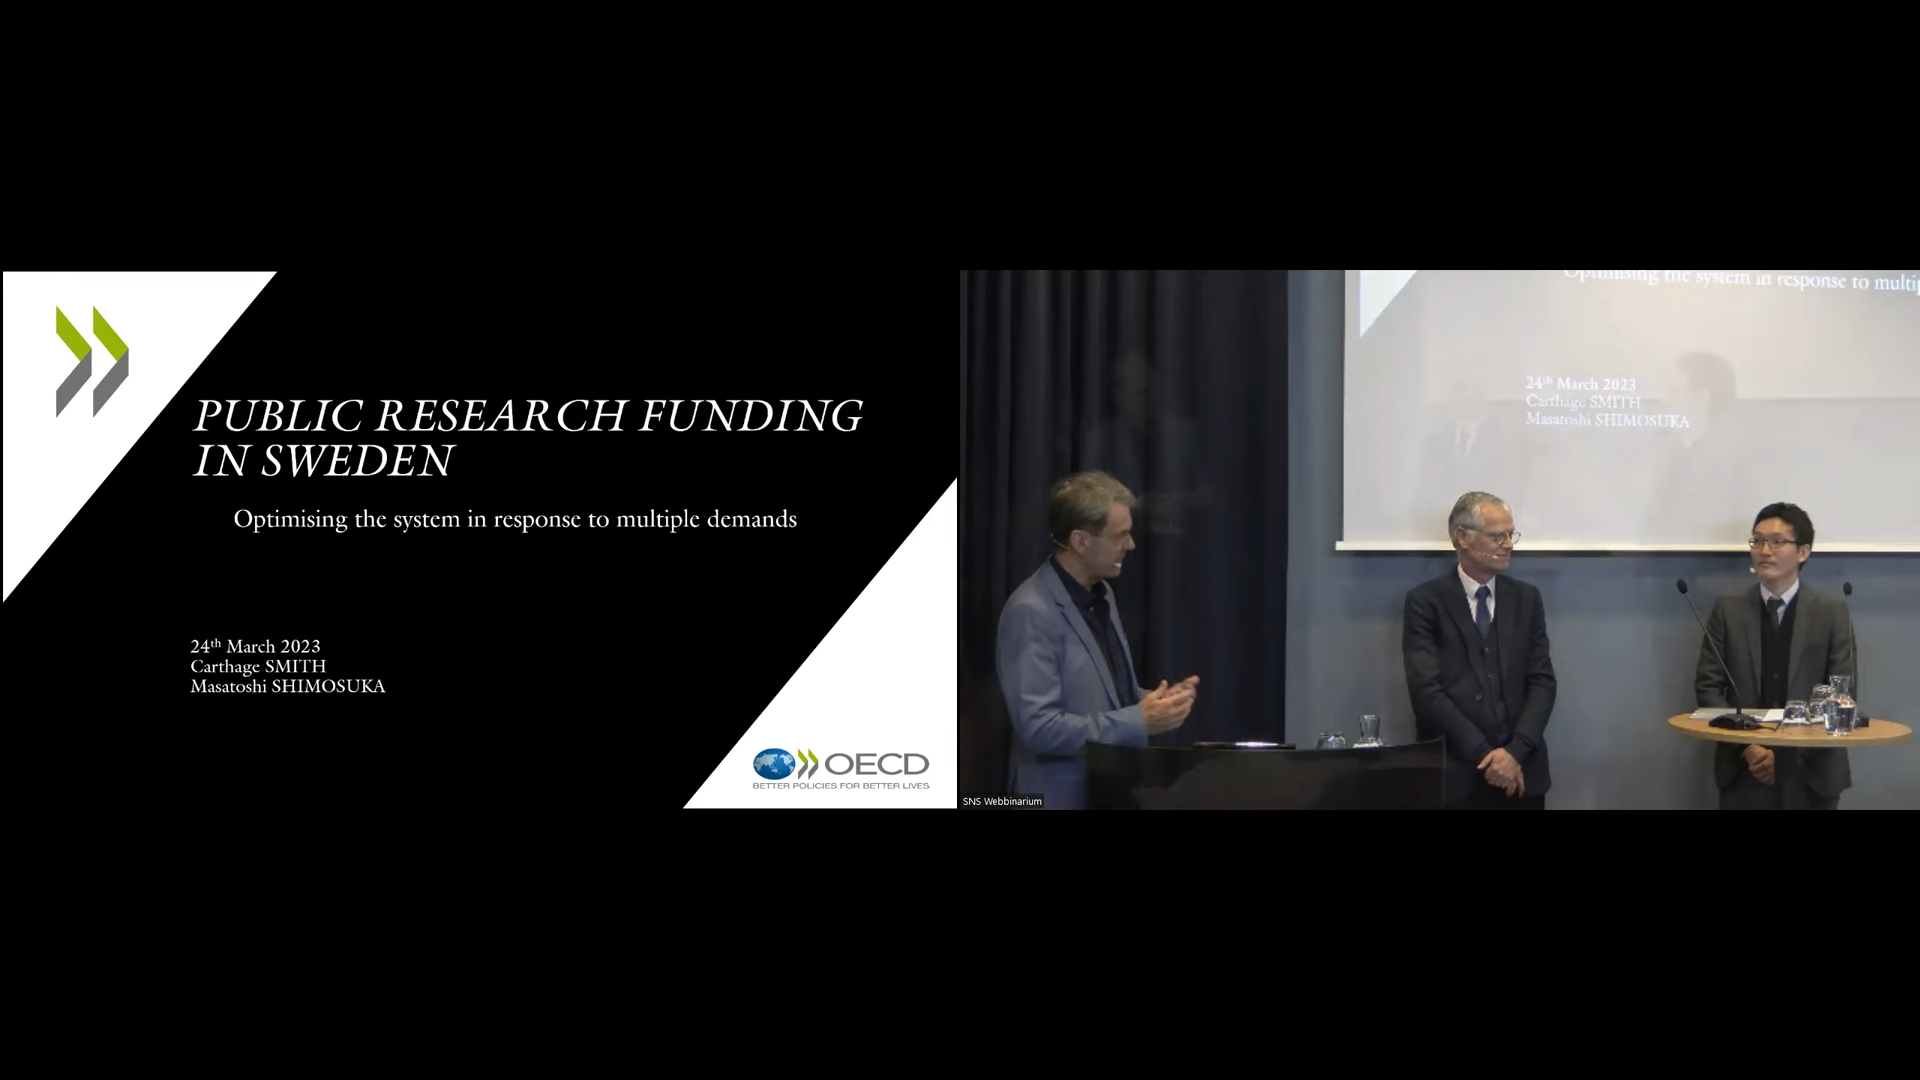 PUBLIC RESEARCH FUNDING
IN SWEDEN
Optimising the system in response to multiple demands
24th March 2023
Carthage SMITH
Masatoshi SHIMOSUKA
OECD
BETTER POLICIES FOR BETTER LIVES
Optimising the system in response to multip
24th March 2023
Carthage SMITH
Masatoshi SHIMOSUKA
SNS Webbinarium